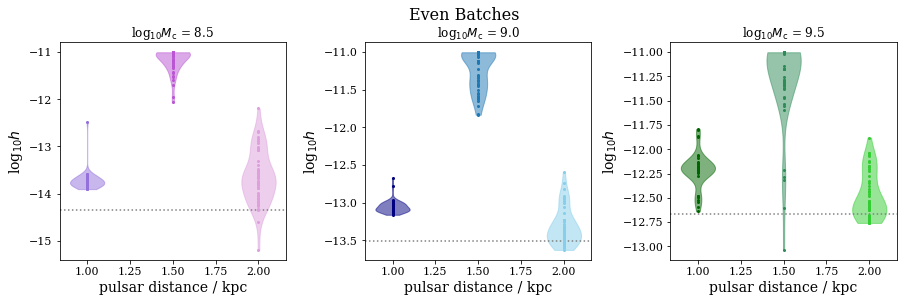 Even Batches
log₁₀M_c = 8.5
log₁₀h
−11
−12
−13
−14
−15
1.00 1.25 1.50 1.75 2.00
pulsar distance / kpc
log₁₀M_c = 9.0
log₁₀h
−11.0
−11.5
−12.0
−12.5
−13.0
−13.5
1.00 1.25 1.50 1.75 2.00
pulsar distance / kpc
log₁₀M_c = 9.5
log₁₀h
−11.00
−11.25
−11.50
−11.75
−12.00
−12.25
−12.50
−12.75
−13.00
1.00 1.25 1.50 1.75 2.00
pulsar distance / kpc